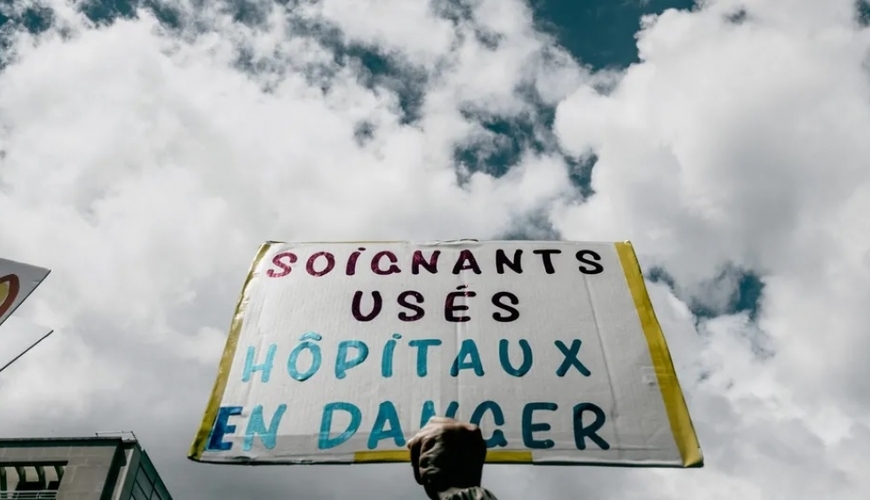 SOiGNANTS
USÉS
HÔPiTAUX
EN DANGER